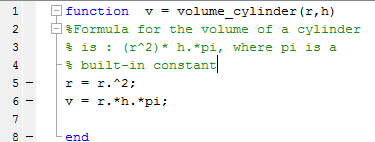 1 function v = volume_cylinder(r,h)
2 %Formula for the volume of a cylinder
3 % is : (r^2)* h.*pi, where pi is a
4 % built-in constant
5 - r = r.^2;
6 - v = r.*h.*pi;
7
8 - end